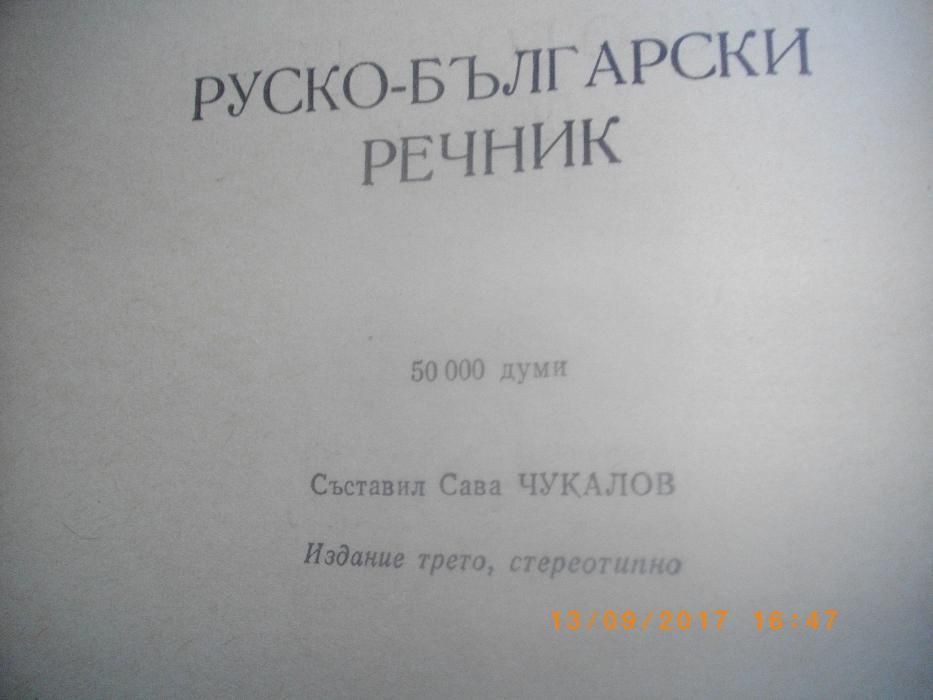 РУСКО-БЪЛГАРСКИ
РЕЧНИК
50 000 думи
Съставил Сава ЧУКАЛОВ
Издание трето, стереотипно
13/09/2017 16:47